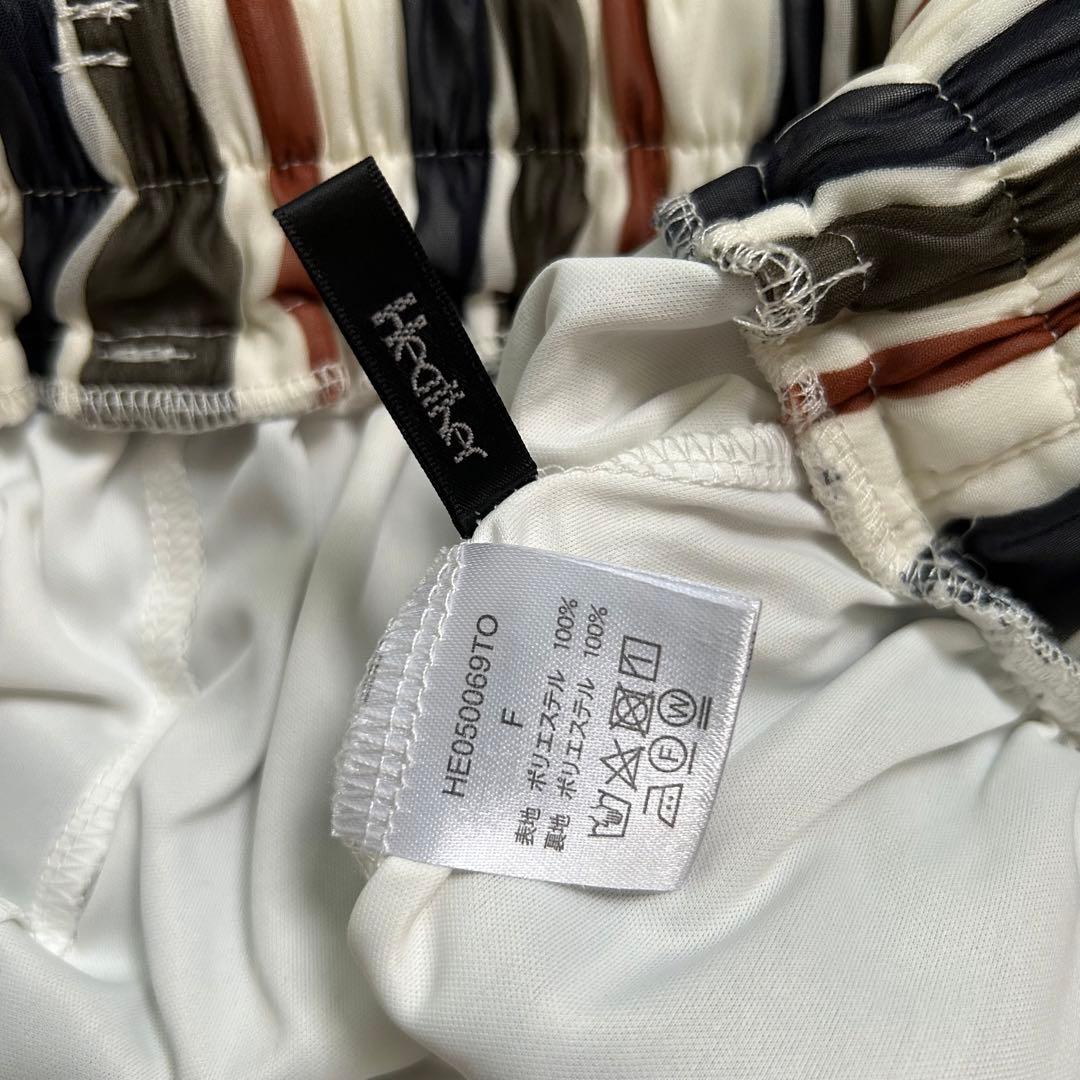 Heather
HE050069TO
F
表地 ポリエステル 100%
裏地 ポリエステル 100%
F W